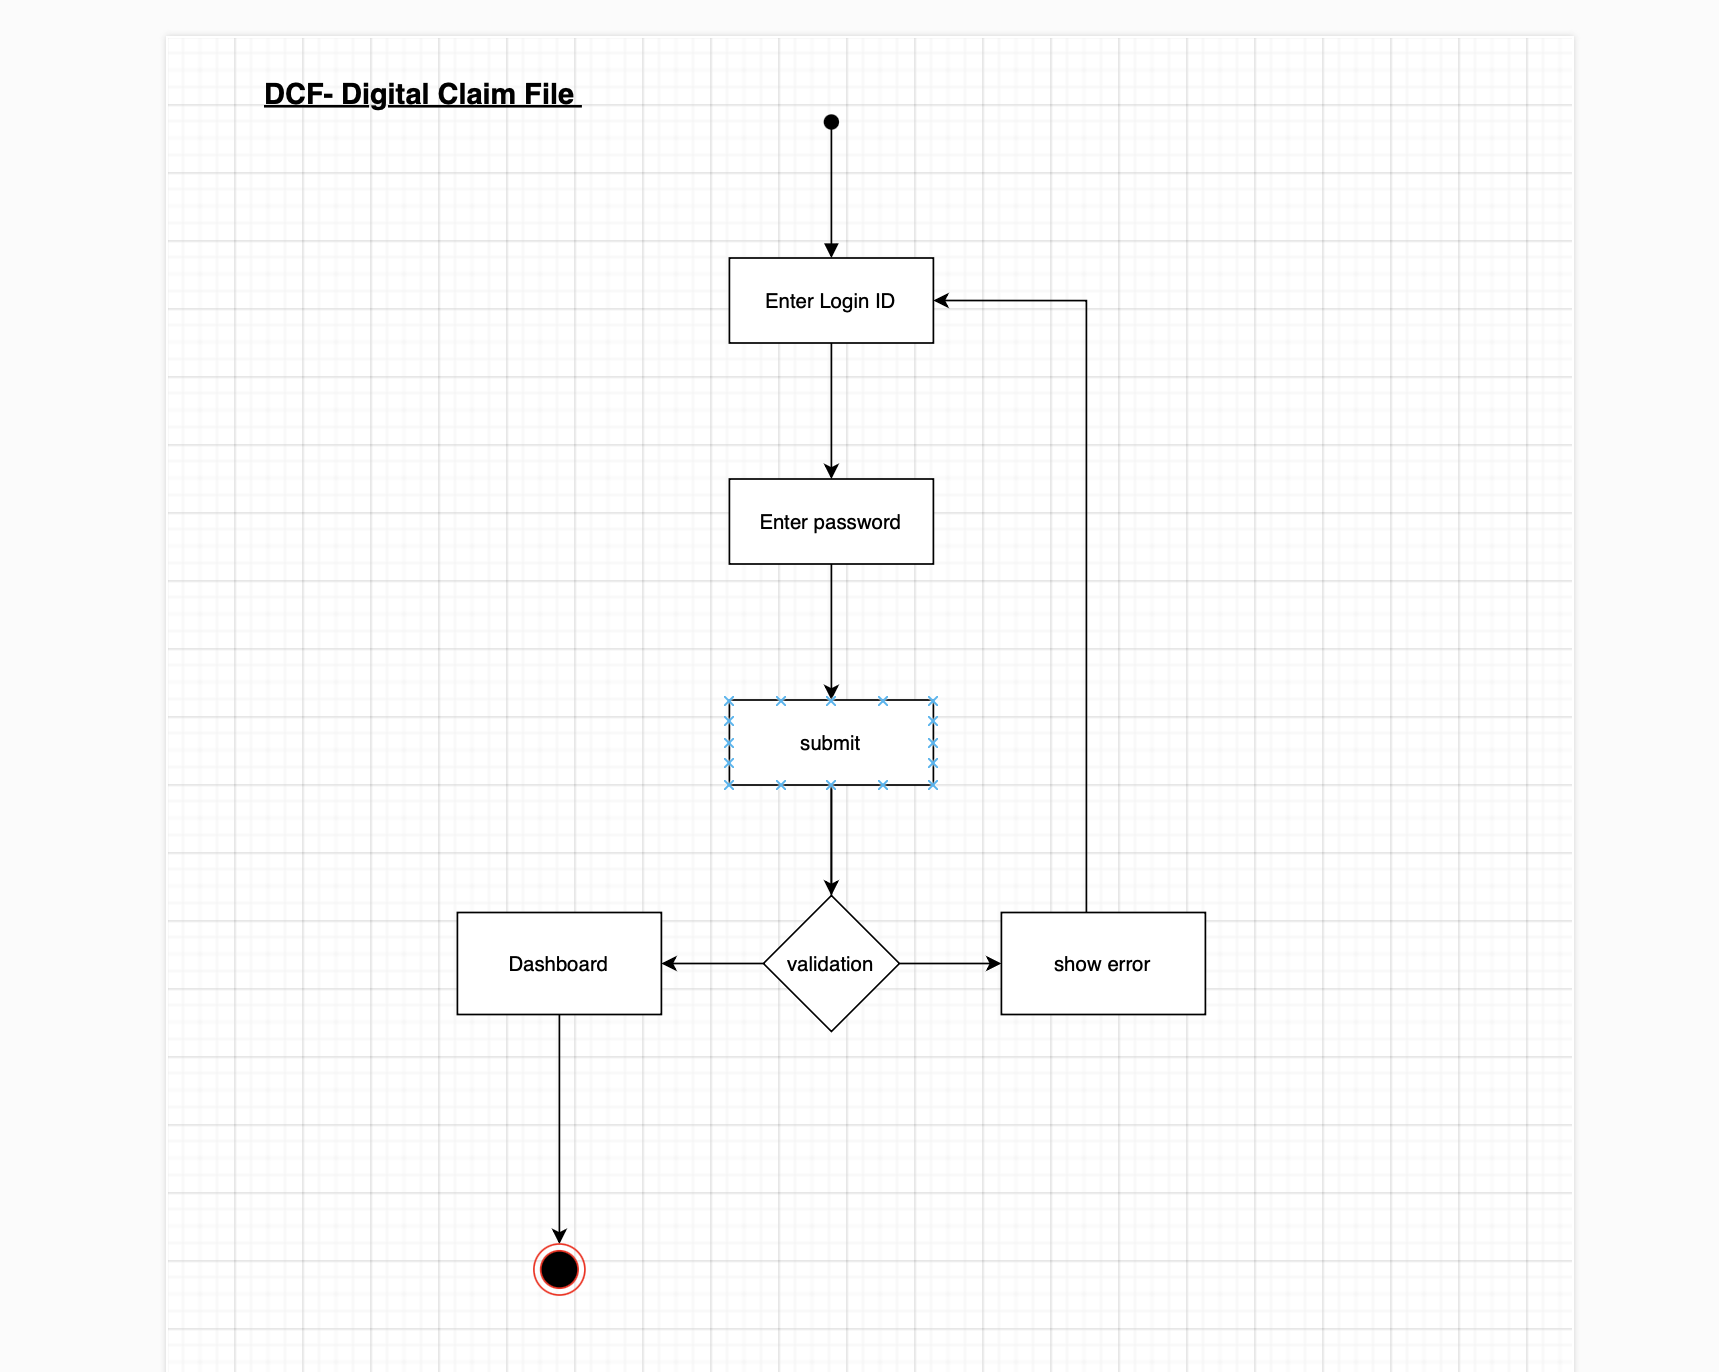 DCF- Digital Claim File
Enter Login ID
Enter password
submit
Dashboard
validation
show error